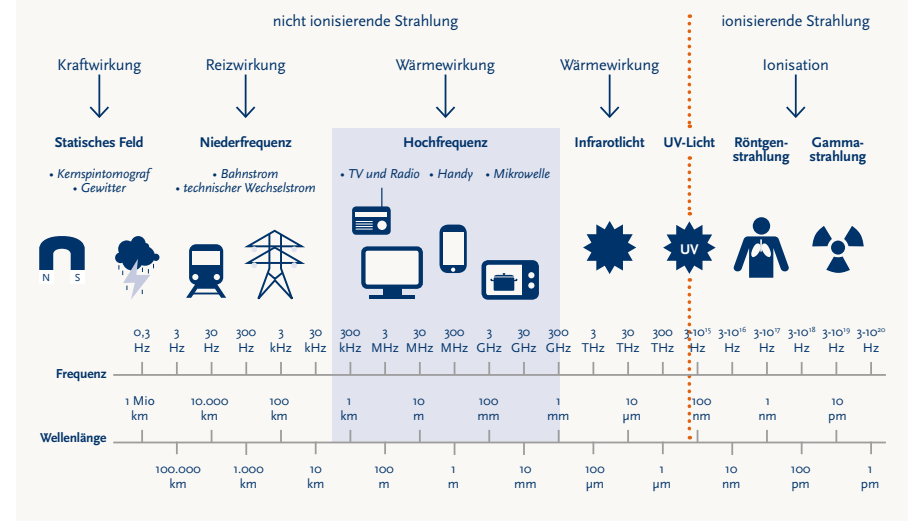 nicht ionisierende Strahlung
ionisierende Strahlung
Kraftwirkung
Reizwirkung
Wärmewirkung
Wärmewirkung
Ionisation
Statisches Feld
Niederfrequenz
Hochfrequenz
Infrarotlicht
UV-Licht
Röntgen-
strahlung
Gamma-
strahlung
• Kernspintomograf
• Gewitter
• Bahnstrom
• technischer Wechselstrom
• TV und Radio
• Handy
• Mikrowelle
N S
UV
0,3 3 30 300 3 30 300 3 30 300 3 30 300 3 30 300 3·10¹⁵ 3·10¹⁶ 3·10¹⁷ 3·10¹⁸ 3·10¹⁹ 3·10²⁰
Hz Hz Hz Hz kHz kHz kHz MHz MHz MHz GHz GHz GHz THz THz THz Hz Hz Hz Hz Hz Hz
Frequenz
1 Mio 10.000 100 1 10 100 1 10 100 1 10
km km km km m mm mm µm nm nm pm
Wellenlänge
100.000 1.000 10 100 1 10 100 1 10 100 1
km km km m m mm µm µm nm pm pm